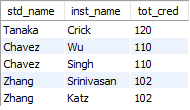 std_name inst_name tot_cred
Tanaka Crick 120
Chavez Wu 110
Chavez Singh 110
Zhang Srinivasan 102
Zhang Katz 102